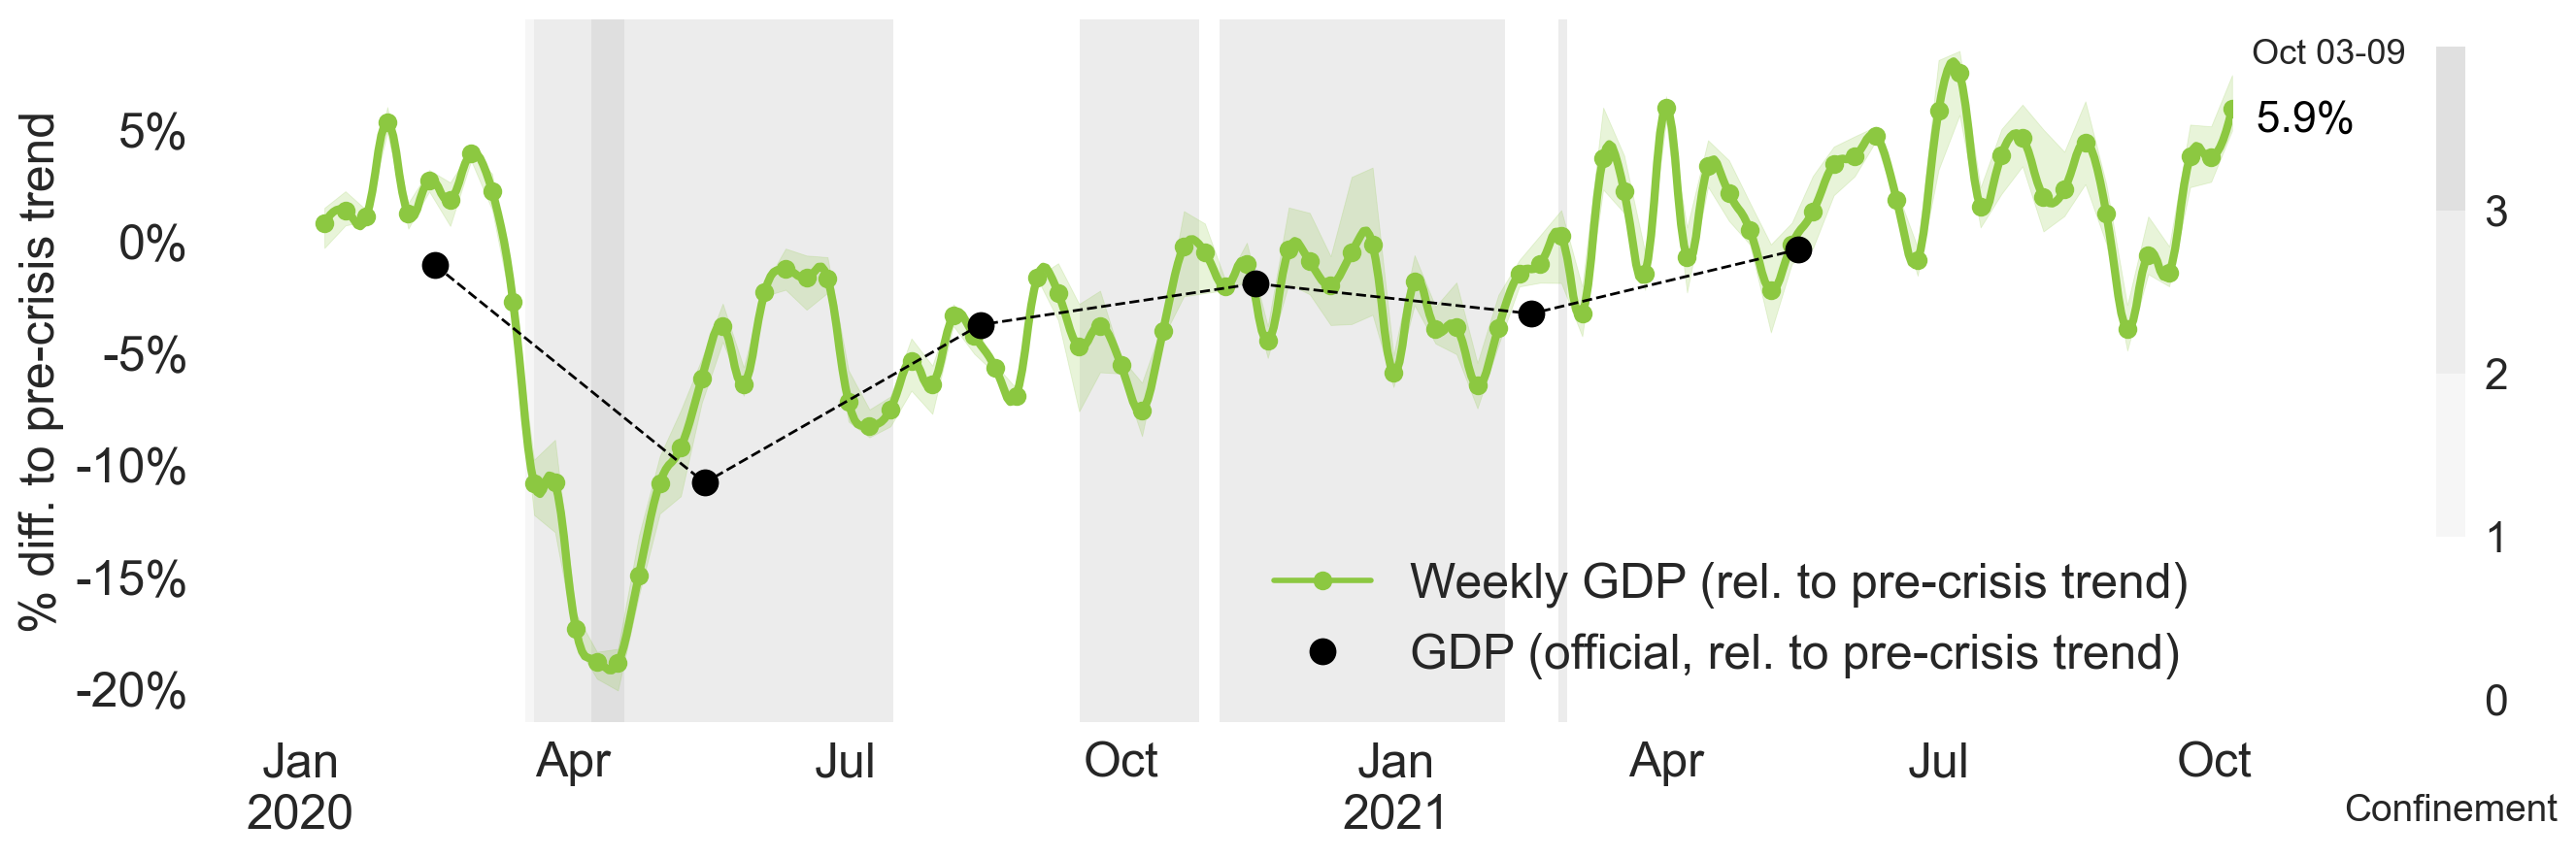 % diff. to pre-crisis trend
5%
0%
-5%
-10%
-15%
-20%
Jan
2020
Apr
Jul
Oct
Jan
2021
Apr
Jul
Oct
Oct 03-09
5.9%
Weekly GDP (rel. to pre-crisis trend)
GDP (official, rel. to pre-crisis trend)
3
2
1
0
Confinement